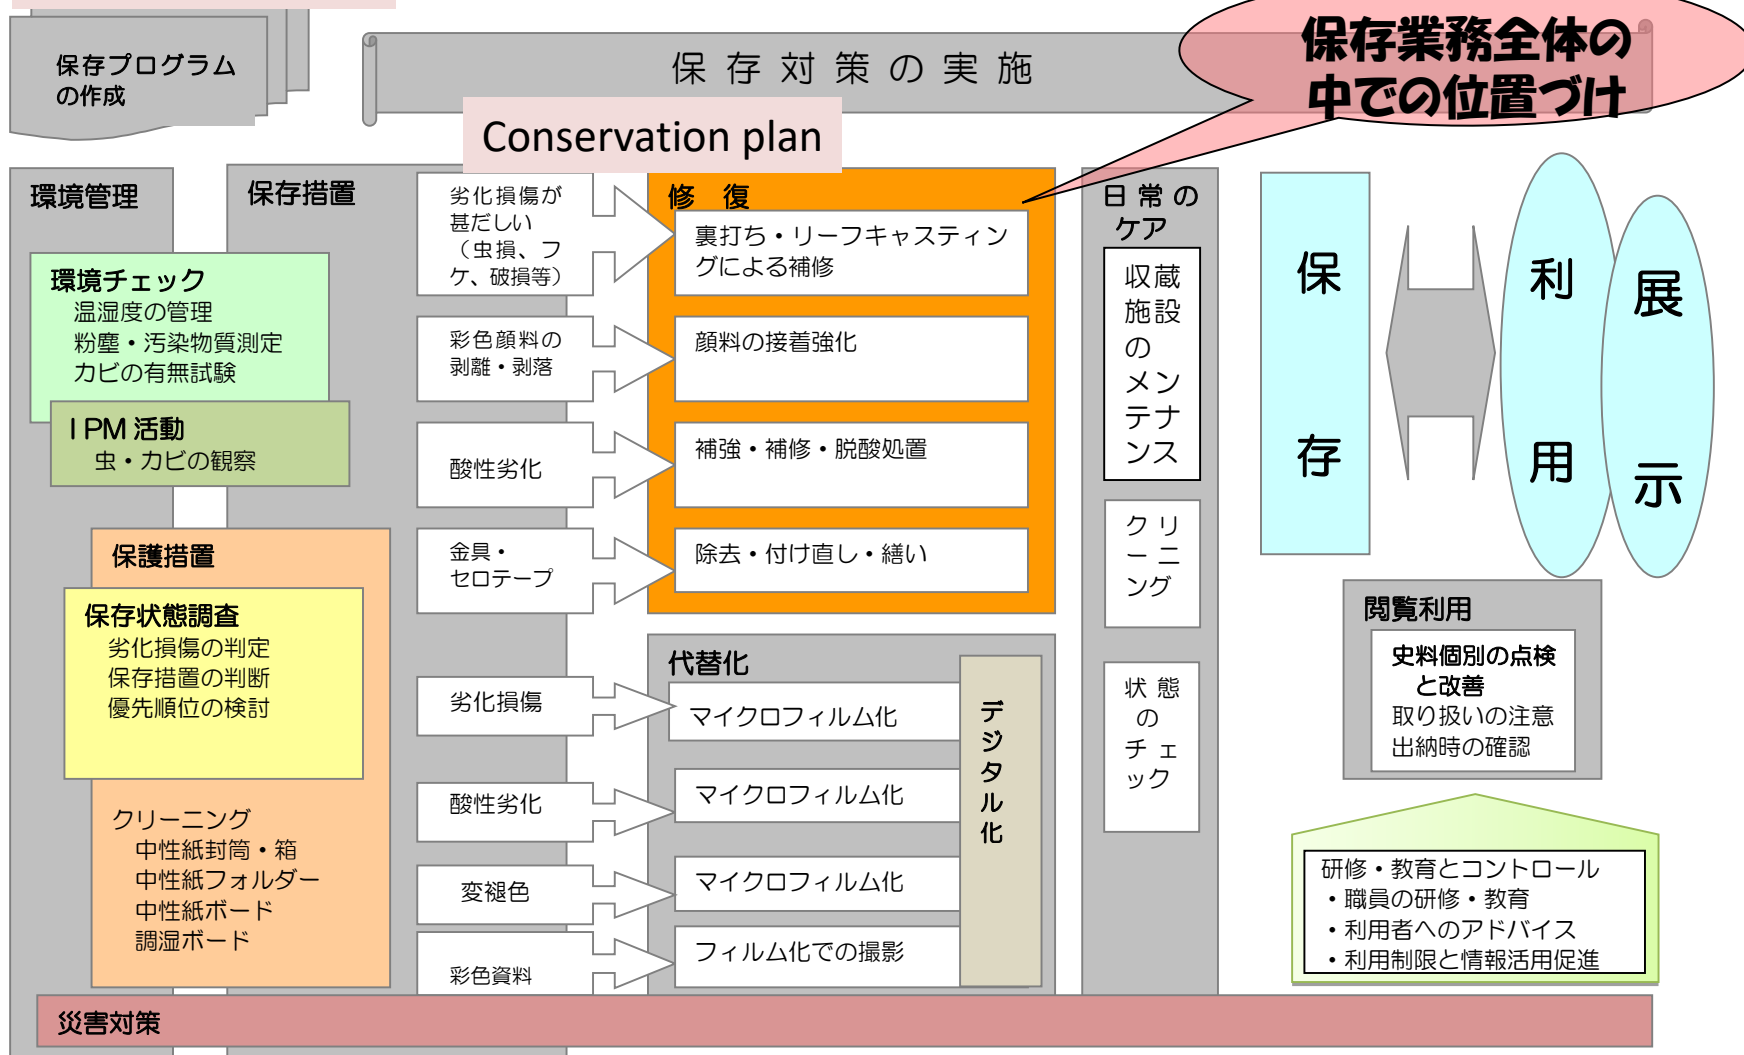 保存プログラム
の作成
保存対策の実施
保存業務全体の
中での位置づけ
Conservation plan
環境管理
環境チェック
温湿度の管理
粉塵・汚染物質測定
カビの有無試験
IPM 活動
虫・カビの観察
保護措置
保存状態調査
劣化損傷の判定
保存措置の判断
優先順位の検討
クリーニング
中性紙封筒・箱
中性紙フォルダー
中性紙ボード
調湿ボード
保存措置
劣化損傷が
甚だしい
（虫損、フ
ケ、破損等）
彩色顔料の
剥離・剥落
酸性劣化
金具・
セロテープ
劣化損傷
酸性劣化
変褪色
彩色資料
修 復
裏打ち・リーフキャスティン
グによる補修
顔料の接着強化
補強・補修・脱酸処置
除去・付け直し・繕い
代替化
マイクロフィルム化
マイクロフィルム化
マイクロフィルム化
フィルム化での撮影
デジタル化
日常の
ケア
収蔵
施設
の
メン
テナ
ンス
クリ
ーニ
ング
状態
の
チェ
ック
保存
利用
展示
閲覧利用
史料個別の点検
と改善
取り扱いの注意
出納時の確認
研修・教育とコントロール
・職員の研修・教育
・利用者へのアドバイス
・利用制限と情報活用促進
災害対策